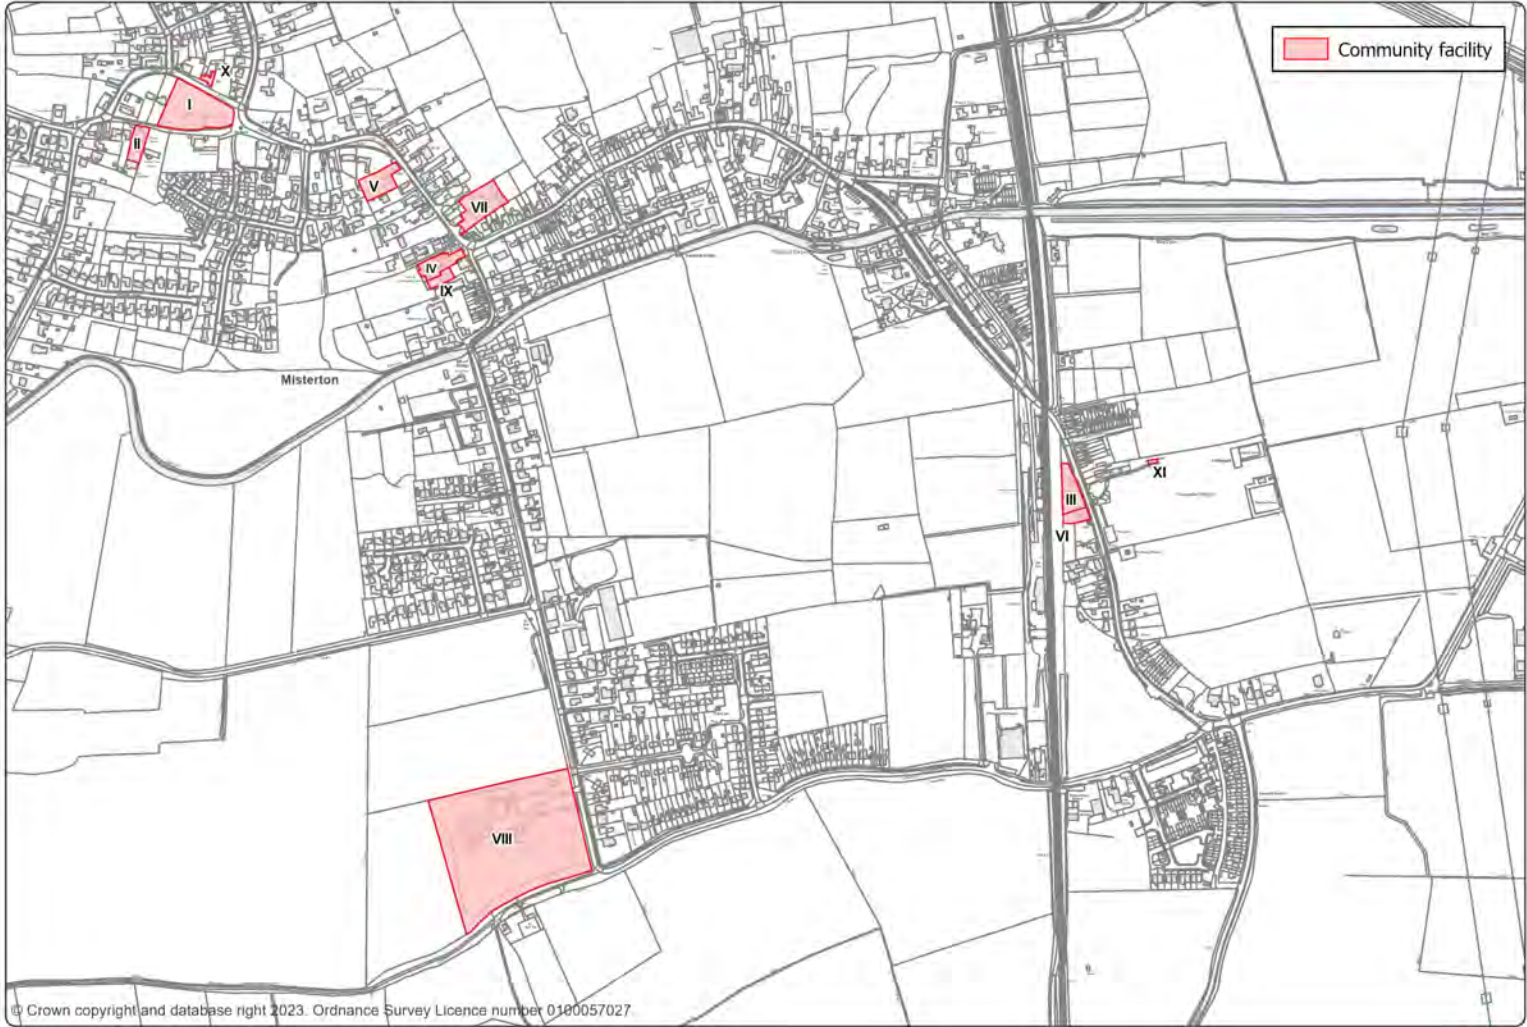 Community facility
X
I
II
V
VII
IV
IX
Misterton
XI
III
VI
VIII
© Crown copyright and database right 2023. Ordnance Survey Licence number 0100057027